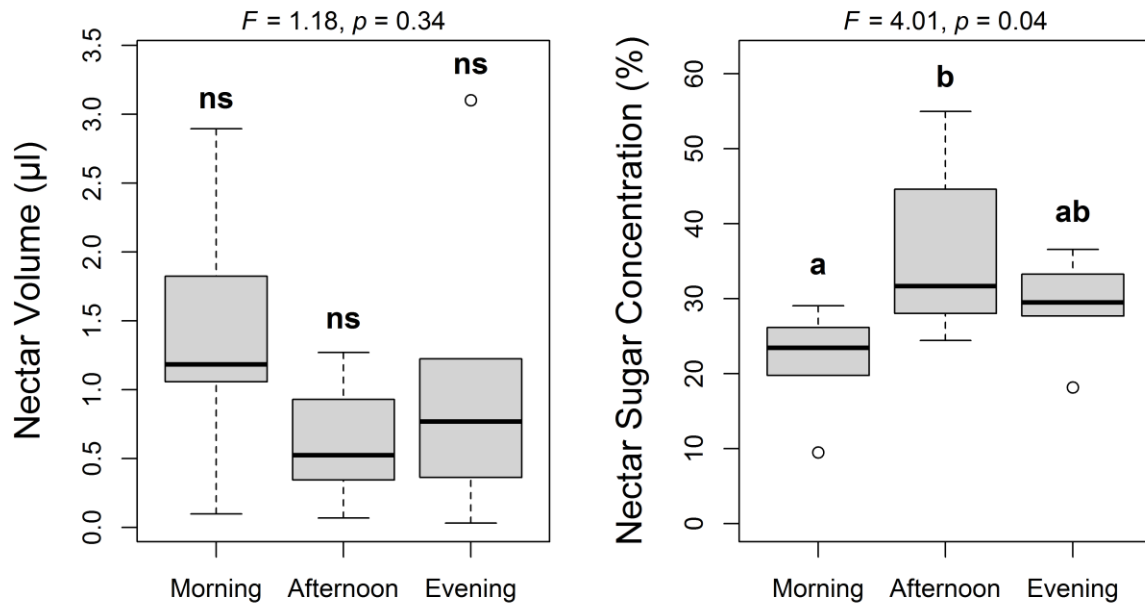 F = 1.18, p = 0.34
Nectar Volume (µl)
3.5
3.0
2.5
2.0
1.5
1.0
0.5
0.0
ns
ns
ns
Morning Afternoon Evening
F = 4.01, p = 0.04
Nectar Sugar Concentration (%)
60
50
40
30
20
10
0
a
b
ab
Morning Afternoon Evening